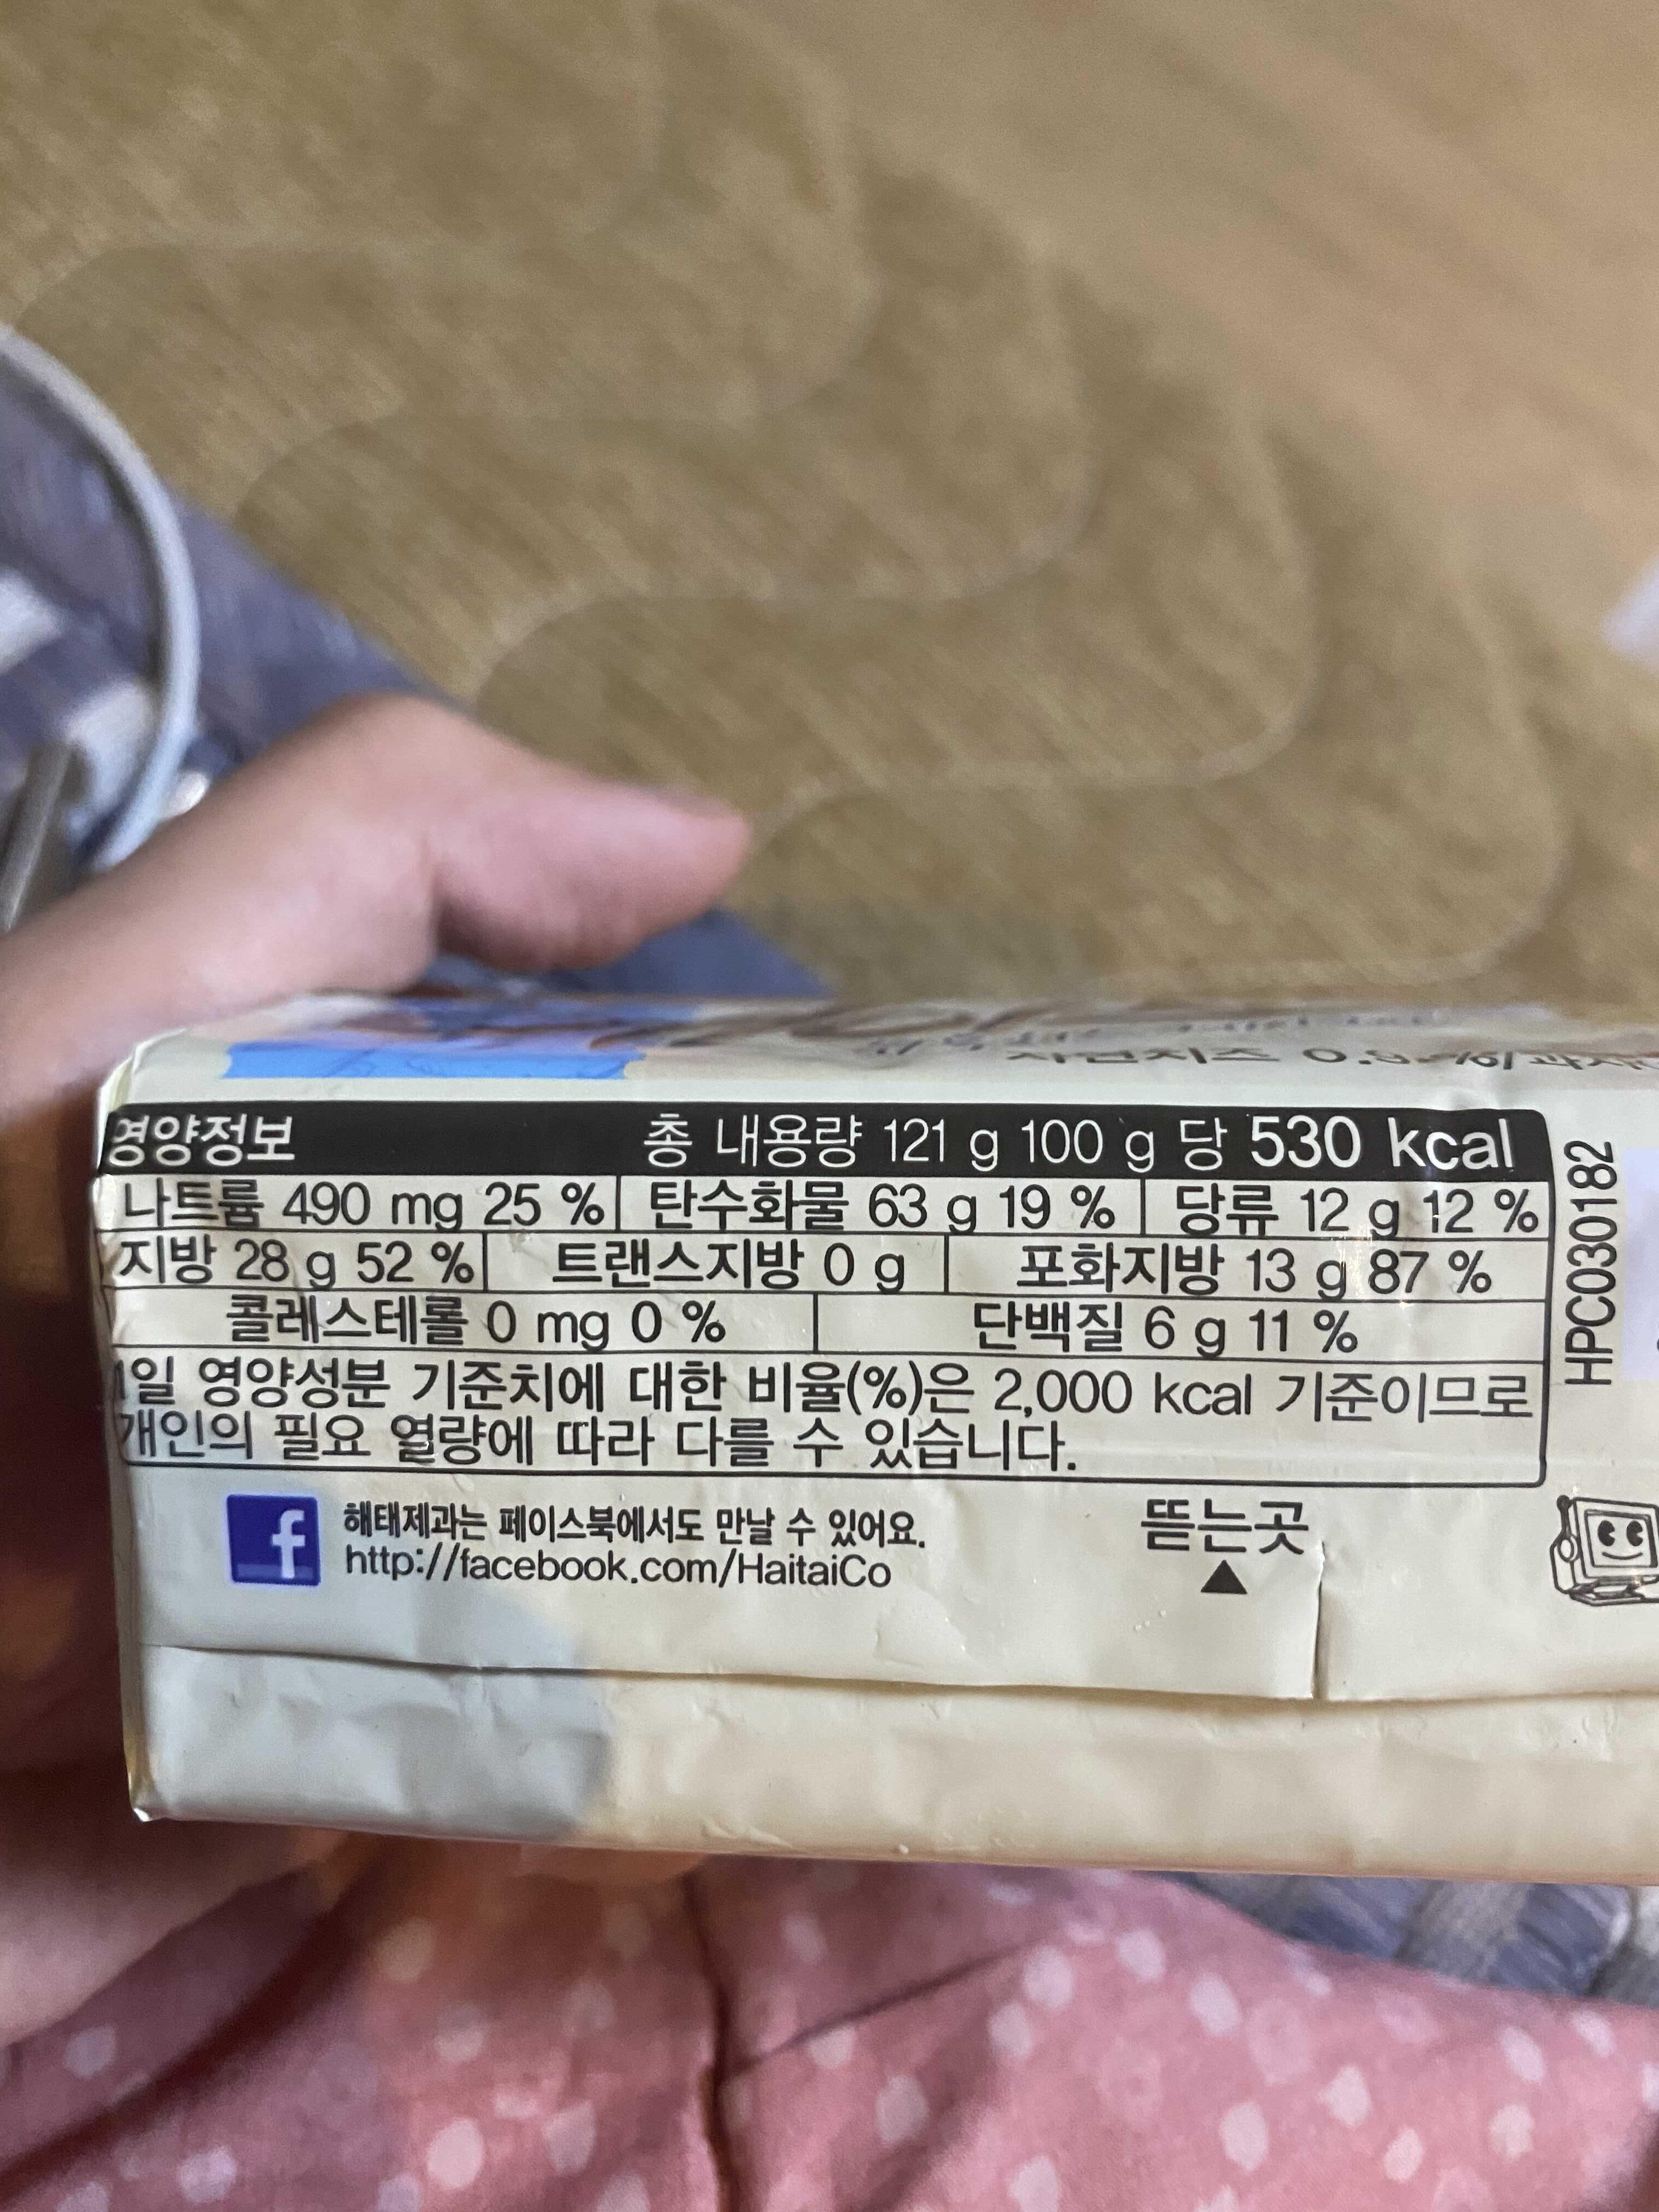 영양정보 총 내용량 121 g 100 g 당 530 kcal
나트륨 490 mg 25 % 탄수화물 63 g 19 % 당류 12 g 12 %
지방 28 g 52 % 트랜스지방 0 g 포화지방 13 g 87 %
콜레스테롤 0 mg 0 % 단백질 6 g 11 %
1일 영양성분 기준치에 대한 비율(%)은 2,000 kcal 기준이므로
개인의 필요 열량에 따라 다를 수 있습니다.
HPC030182
해태제과는 페이스북에서도 만날 수 있어요.
http://facebook.com/HaitaiCo
뜯는곳